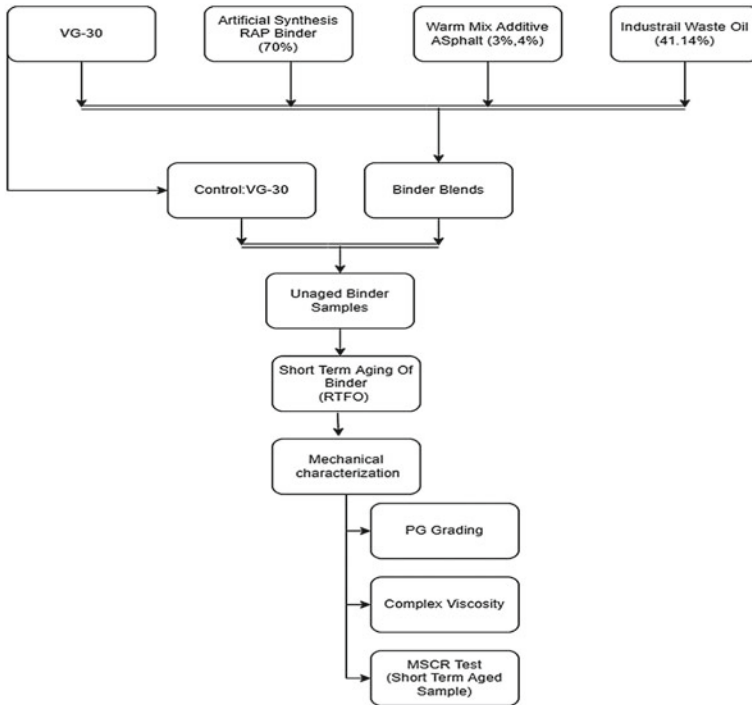 VG-30
Artificial Synthesis
RAP Binder
(70%)
Warm Mix Additive
ASphalt (3%,4%)
Industrail Waste Oil
(41.14%)
Control:VG-30
Binder Blends
Unaged Binder
Samples
Short Term Aging Of
Binder
(RTFO)
Mechanical
characterization
PG Grading
Complex Viscosity
MSCR Test
(Short Term Aged
Sample)